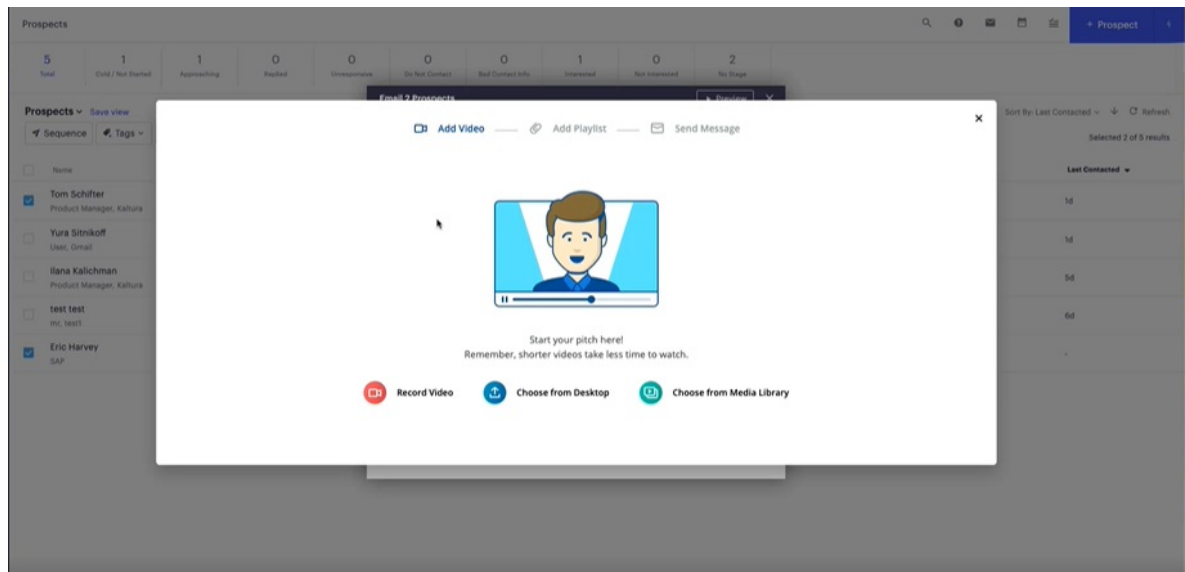 Prospects
+ Prospect
5 1 1 0 0 0 0 1 0 2
Total Cold / Not Started Approaching Replied Unresponsive Do Not Contact Bad Contact Info Interested Not Interested No Stage
Email 2 Prospects Preview
Prospects Save view
Sort By: Last Contacted Refresh
Add Video Add Playlist Send Message
Sequence Tags
Selected 2 of 5 results
Name Last Contacted
Tom Schifter
Product Manager, Kaltura
1d
Yura Sitnikoff
User, Gmail
1d
Ilana Kalichman
Product Manager, Kaltura
5d
test test
mr, test1
6d
Eric Harvey
SAP
-
Start your pitch here!
Remember, shorter videos take less time to watch.
Record Video Choose from Desktop Choose from Media Library